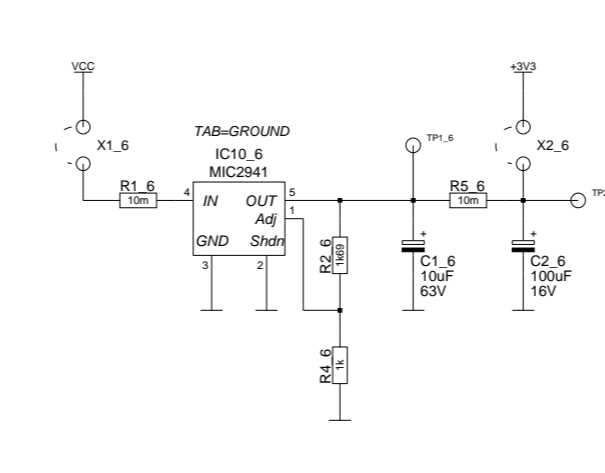 VCC
+3V3
TAB=GROUND
X1_6
IC10_6
MIC2941
TP1_6
X2_6
R1_6
10m
4
IN
OUT
5
Adj
1
GND
Shdn
3
2
R5_6
10m
TP2
R2_6
1k69
+
C1_6
10uF
63V
+
C2_6
100uF
16V
R4_6
1k